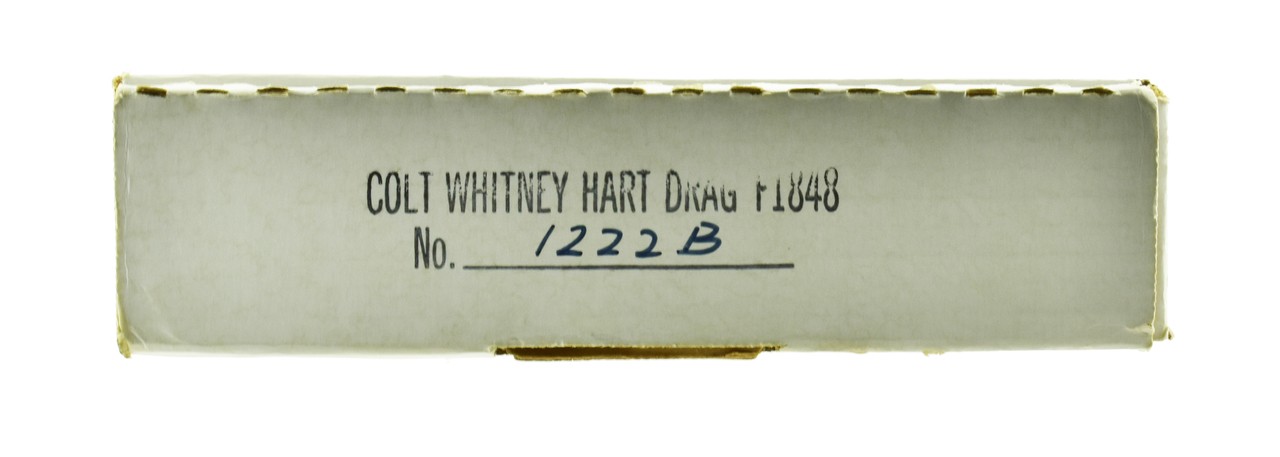 COLT WHITNEY HART DRAG F1848
No. 1222B